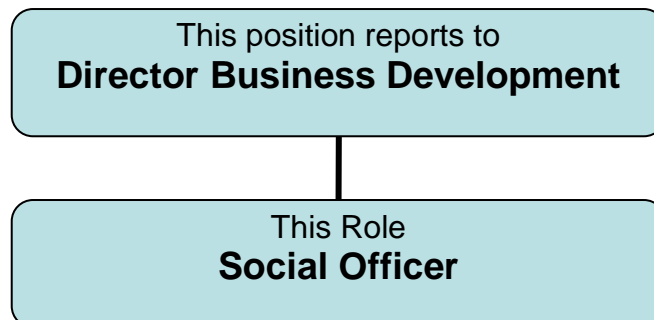 This position reports to
Director Business Development
This Role
Social Officer